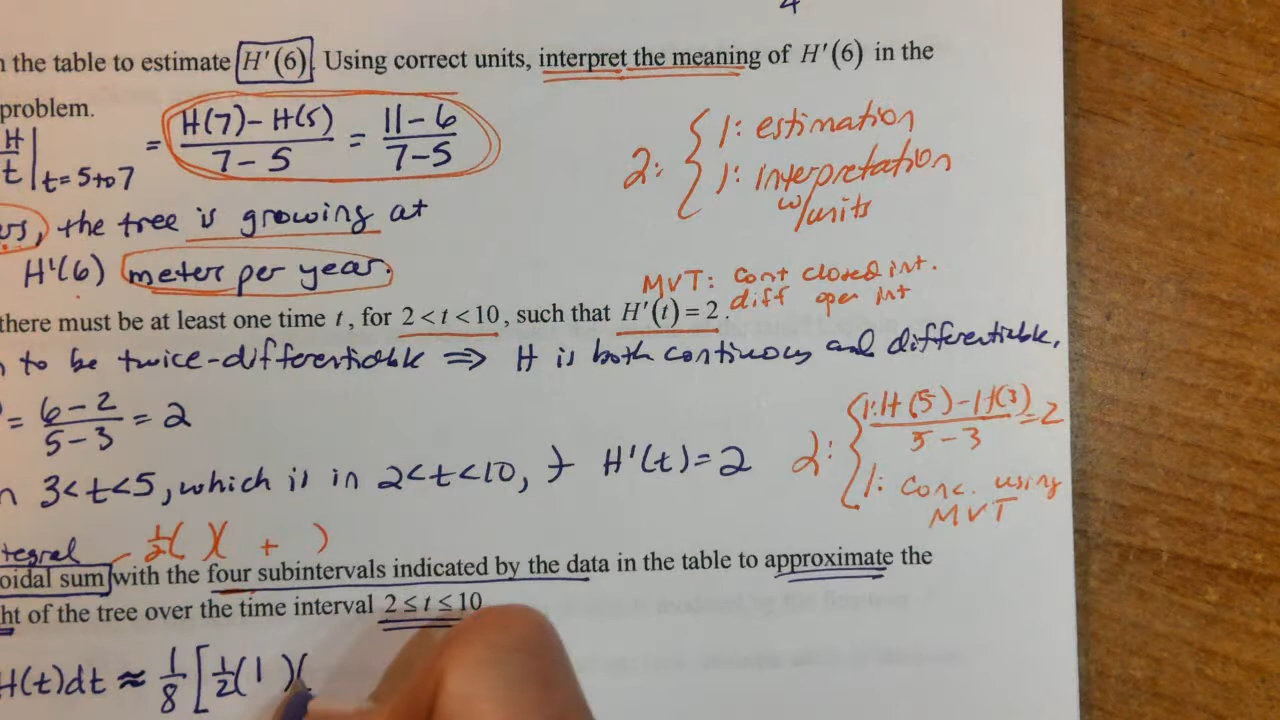 4
the table to estimate H'(6). Using correct units, interpret the meaning of H'(6) in the
problem.
H/t | t=5 to 7 = H(7)-H(5)/7-5 = 11-6/7-5
2: { 1: estimation
1: interpretation
w/units
, the tree is growing at
H'(6) meter per year.
MVT: cont closed int.
diff open int
there must be at least one time t, for 2<t<10, such that H'(t)=2.
to be twice-differentiable ⇒ H is both continuous and differentiable,
= 6-2/5-3 = 2
2: { 1: H(5)-H(3)/5-3 = 2
1: conc. using
MVT
3<t<5, which is in 2<t<10, ∃ H'(t)=2
½( )( + )
oidal sum with the four subintervals indicated by the data in the table to approximate the
of the tree over the time interval 2≤t≤10
H(t)dt ≈ 1/8 [½(1)(